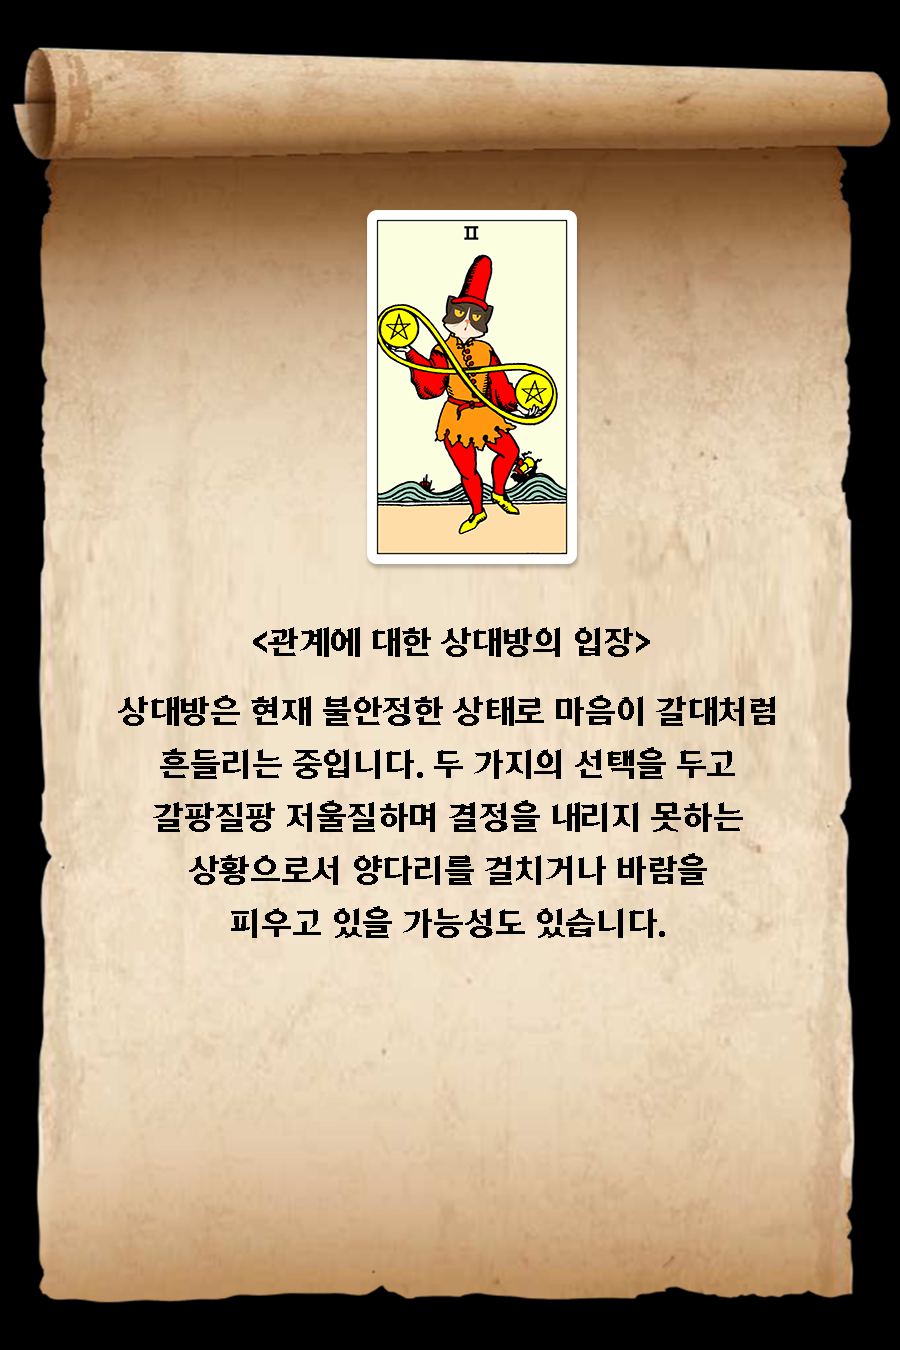 II
<관계에 대한 상대방의 입장>
상대방은 현재 불안정한 상태로 마음이 갈대처럼
흔들리는 중입니다. 두 가지의 선택을 두고
갈팡질팡 저울질하며 결정을 내리지 못하는
상황으로서 양다리를 걸치거나 바람을
피우고 있을 가능성도 있습니다.